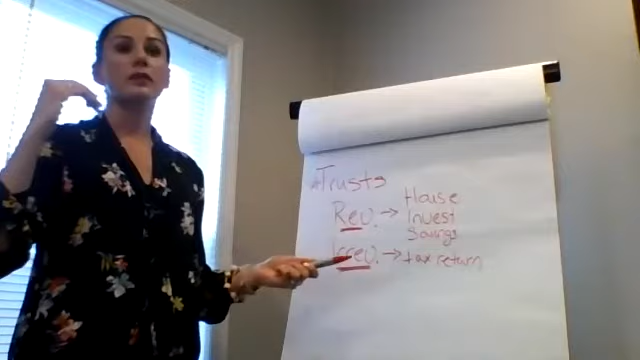 Trusts
Rev. → House
Invest
Savings
Irrev. → tax return